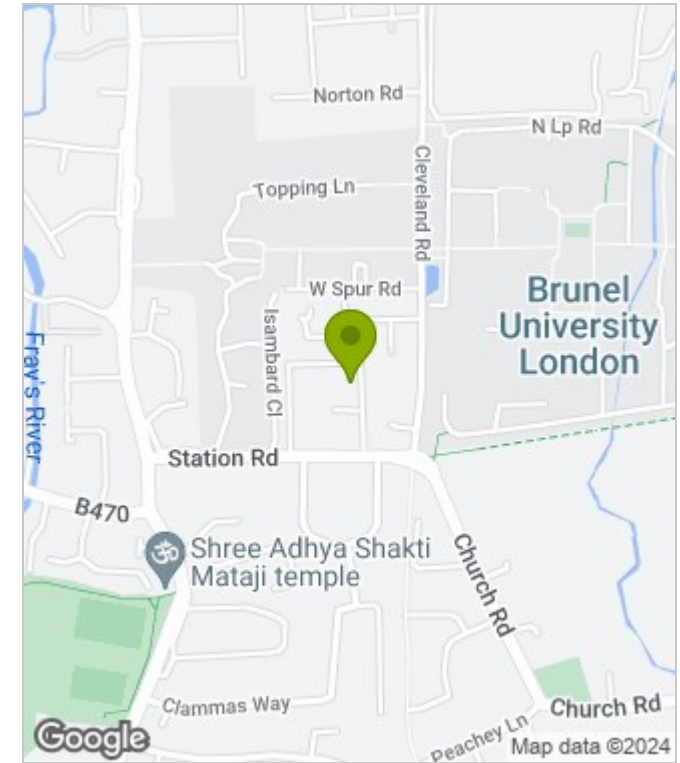 Norton Rd
N Lp Rd
Cleveland Rd
Topping Ln
W Spur Rd
Isambard Cl
Brunel
University
London
Fray's River
Station Rd
B470
Shree Adhya Shakti
Mataji temple
Church Rd
Clammas Way
Church Rd
Peachey Ln
Google
Map data ©2024